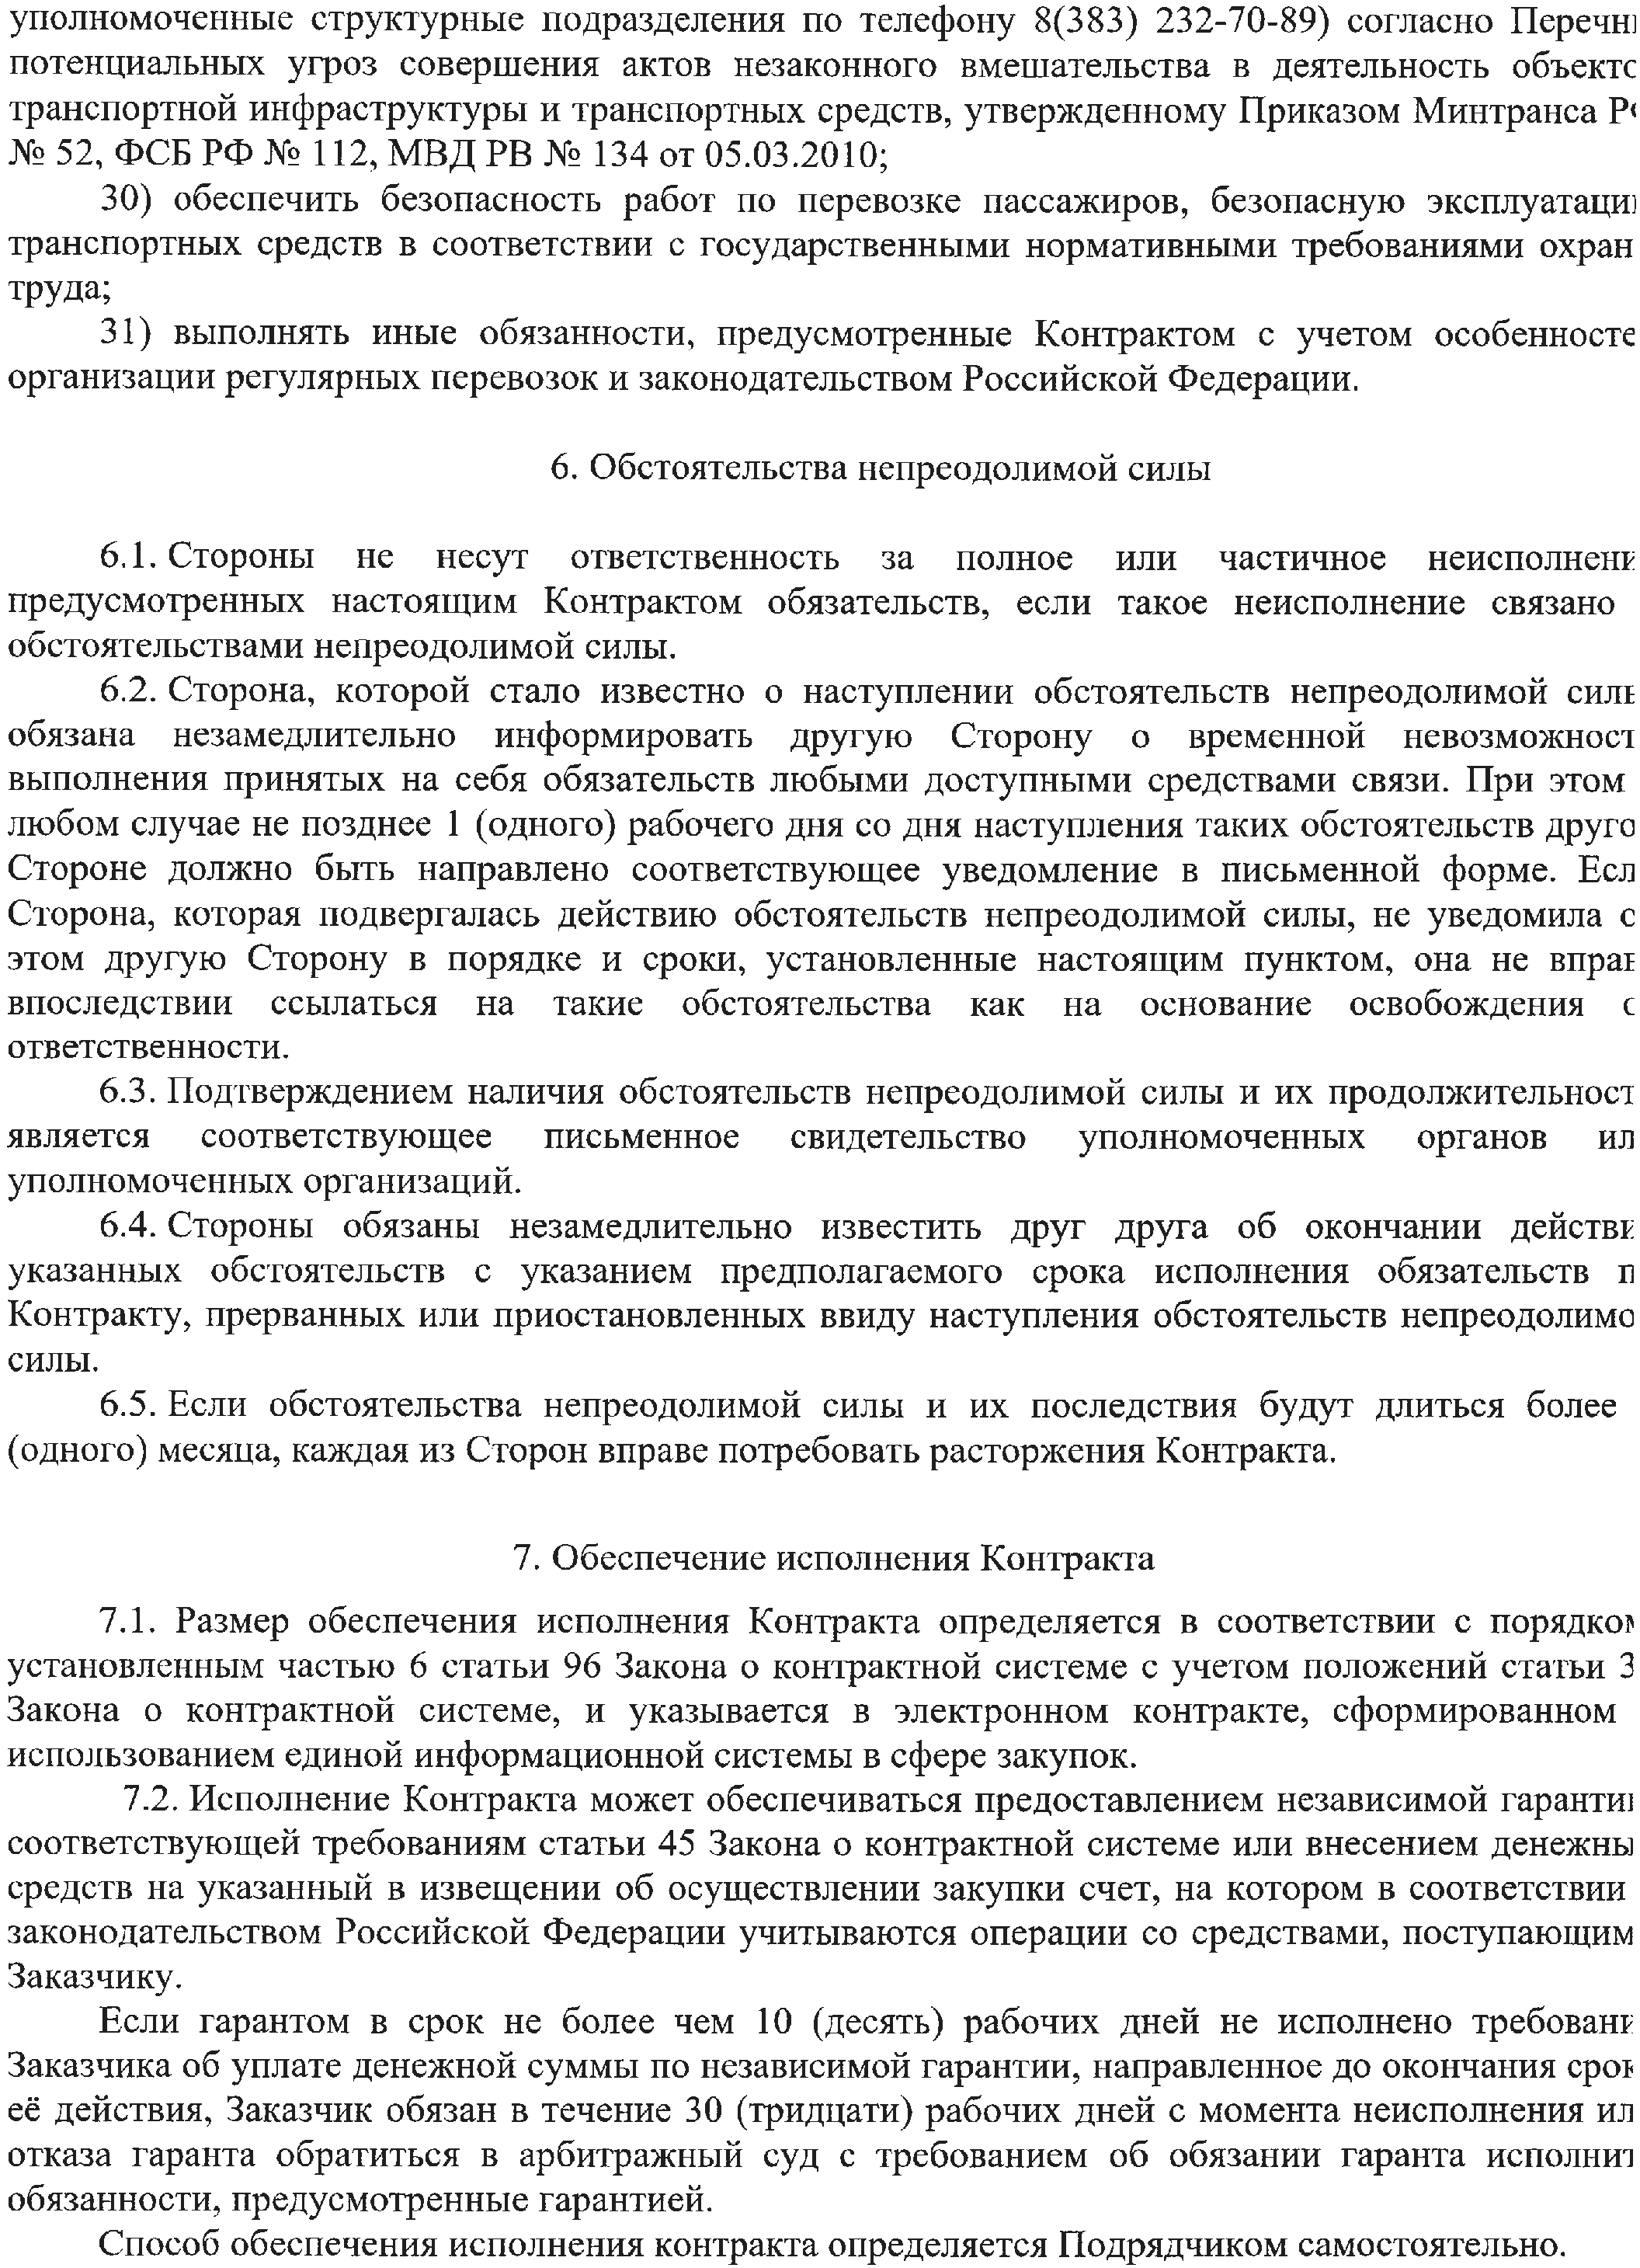 уполномоченные структурные подразделения по телефону 8(383) 232-70-89) согласно Перечн
потенциальных угроз совершения актов незаконного вмешательства в деятельность объекто
транспортной инфраструктуры и транспортных средств, утвержденному Приказом Минтранса РФ
№ 52, ФСБ РФ № 112, МВД РВ № 134 от 05.03.2010;
30) обеспечить безопасность работ по перевозке пассажиров, безопасную эксплуатаци
транспортных средств в соответствии с государственными нормативными требованиями охран
труда;
31) выполнять иные обязанности, предусмотренные Контрактом с учетом особенносте
организации регулярных перевозок и законодательством Российской Федерации.
6. Обстоятельства непреодолимой силы
6.1. Стороны не несут ответственность за полное или частичное неисполнени
предусмотренных настоящим Контрактом обязательств, если такое неисполнение связано
обстоятельствами непреодолимой силы.
6.2. Сторона, которой стало известно о наступлении обстоятельств непреодолимой силы
обязана незамедлительно информировать другую Сторону о временной невозможност
выполнения принятых на себя обязательств любыми доступными средствами связи. При этом
любом случае не позднее 1 (одного) рабочего дня со дня наступления таких обстоятельств друго
Стороне должно быть направлено соответствующее уведомление в письменной форме. Есл
Сторона, которая подвергалась действию обстоятельств непреодолимой силы, не уведомила о
этом другую Сторону в порядке и сроки, установленные настоящим пунктом, она не вправ
впоследствии ссылаться на такие обстоятельства как на основание освобождения о
ответственности.
6.3. Подтверждением наличия обстоятельств непреодолимой силы и их продолжительност
является соответствующее письменное свидетельство уполномоченных органов ил
уполномоченных организаций.
6.4. Стороны обязаны незамедлительно известить друг друга об окончании действи
указанных обстоятельств с указанием предполагаемого срока исполнения обязательств п
Контракту, прерванных или приостановленных ввиду наступления обстоятельств непреодолимо
силы.
6.5. Если обстоятельства непреодолимой силы и их последствия будут длиться более
(одного) месяца, каждая из Сторон вправе потребовать расторжения Контракта.
7. Обеспечение исполнения Контракта
7.1. Размер обеспечения исполнения Контракта определяется в соответствии с порядком
установленным частью 6 статьи 96 Закона о контрактной системе с учетом положений статьи 3
Закона о контрактной системе, и указывается в электронном контракте, сформированном
использованием единой информационной системы в сфере закупок.
7.2. Исполнение Контракта может обеспечиваться предоставлением независимой гарантии
соответствующей требованиям статьи 45 Закона о контрактной системе или внесением денежны
средств на указанный в извещении об осуществлении закупки счет, на котором в соответствии
законодательством Российской Федерации учитываются операции со средствами, поступающим
Заказчику.
Если гарантом в срок не более чем 10 (десять) рабочих дней не исполнено требовани
Заказчика об уплате денежной суммы по независимой гарантии, направленное до окончания срок
её действия, Заказчик обязан в течение 30 (тридцати) рабочих дней с момента неисполнения ил
отказа гаранта обратиться в арбитражный суд с требованием об обязании гаранта исполнит
обязанности, предусмотренные гарантией.
Способ обеспечения исполнения контракта определяется Подрядчиком самостоятельно.